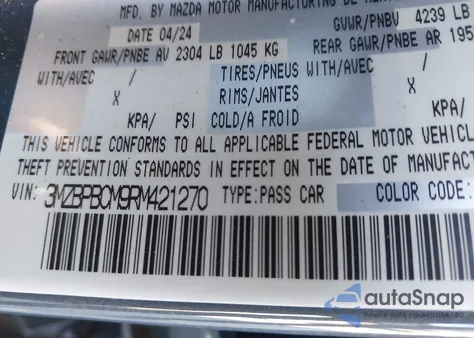 MFD. BY MAZDA MOTOR MANUFACTURING DE
DATE 04/24
GVWR/PNBV 4239 LB
FRONT GAWR/PNBE AV 2304 LB 1045 KG
REAR GAWR/PNBE AR 195
WITH/AVEC /
TIRES/PNEUS
WITH/AVEC /
X
RIMS/JANTES
X
KPA/ PSI
COLD/A FROID
KPA/
THIS VEHICLE CONFORMS TO ALL APPLICABLE FEDERAL MOTOR VEHICL
THEFT PREVENTION STANDARDS IN EFFECT ON THE DATE OF MANUFACT
VIN: 3MZBPBCM9RM421270 TYPE:PASS CAR COLOR CODE:
autoSnap